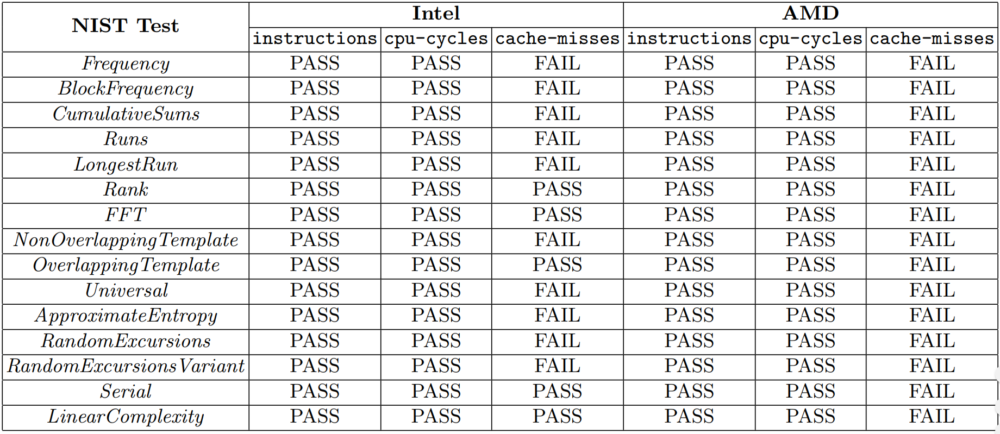 NIST Test Intel AMD
instructions cpu-cycles cache-misses instructions cpu-cycles cache-misses
Frequency PASS PASS FAIL PASS PASS FAIL
BlockFrequency PASS PASS FAIL PASS PASS FAIL
CumulativeSums PASS PASS FAIL PASS PASS FAIL
Runs PASS PASS FAIL PASS PASS FAIL
LongestRun PASS PASS FAIL PASS PASS FAIL
Rank PASS PASS PASS PASS PASS FAIL
FFT PASS PASS PASS PASS PASS FAIL
NonOverlappingTemplate PASS PASS FAIL PASS PASS FAIL
OverlappingTemplate PASS PASS PASS PASS PASS FAIL
Universal PASS PASS FAIL PASS PASS FAIL
ApproximateEntropy PASS PASS FAIL PASS PASS FAIL
RandomExcursions PASS PASS FAIL PASS PASS FAIL
RandomExcursionsVariant PASS PASS FAIL PASS PASS FAIL
Serial PASS PASS PASS PASS PASS FAIL
LinearComplexity PASS PASS PASS PASS PASS FAIL